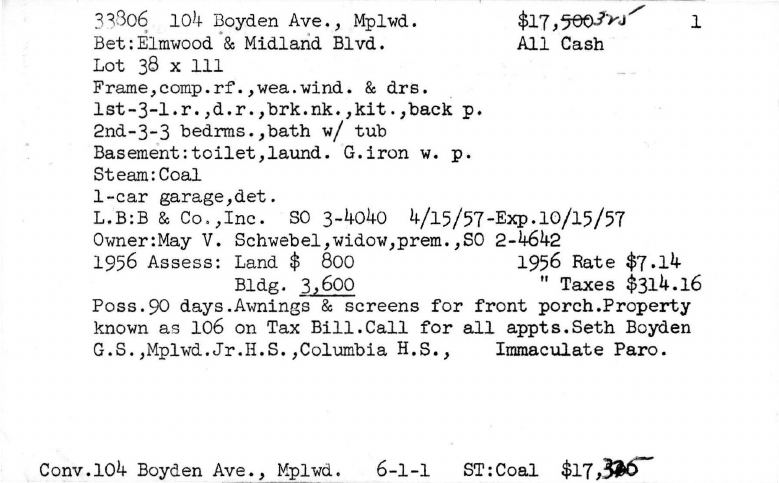 33806 104 Boyden Ave., Mplwd. $17,500 375 1
Bet:Elmwood & Midland Blvd. All Cash
Lot 38 x 111
Frame,comp.rf.,wea.wind. & drs.
1st-3-l.r.,d.r.,brk.nk.,kit.,back p.
2nd-3-3 bedrms.,bath w/ tub
Basement:toilet,laund. G.iron w. p.
Steam:Coal
1-car garage,det.
L.B:B & Co.,Inc. SO 3-4040 4/15/57-Exp.10/15/57
Owner:May V. Schwebel,widow,prem.,SO 2-4642
1956 Assess: Land $ 800 1956 Rate $7.14
Bldg. 3,600 " Taxes $314.16
Poss.90 days.Awnings & screens for front porch.Property
known as 106 on Tax Bill.Call for all appts.Seth Boyden
G.S.,Mplwd.Jr.H.S.,Columbia H.S., Immaculate Paro.
Conv.104 Boyden Ave., Mplwd. 6-1-1 ST:Coal